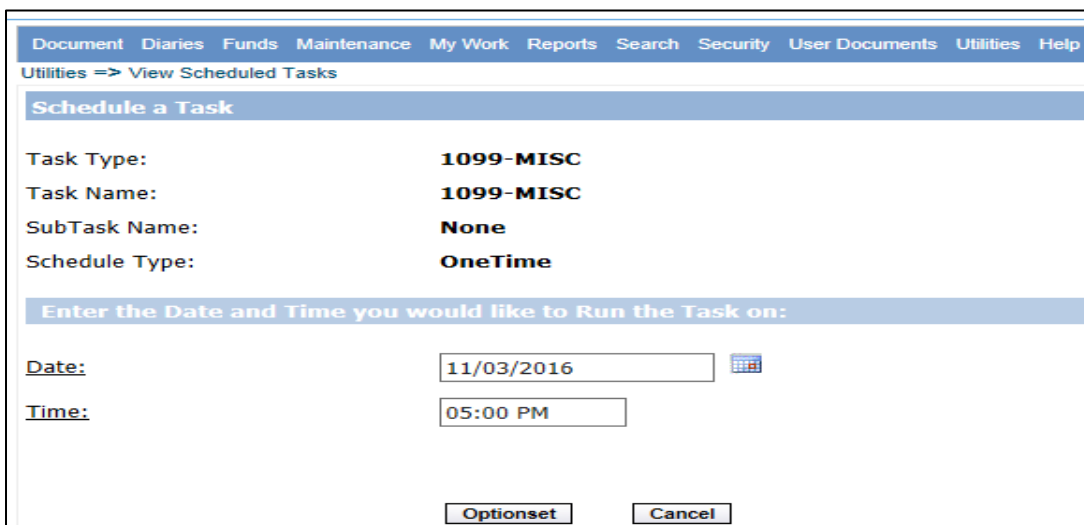 Document Diaries Funds Maintenance My Work Reports Search Security User Documents Utilities Help
Utilities => View Scheduled Tasks
Schedule a Task
Task Type: 1099-MISC
Task Name: 1099-MISC
SubTask Name: None
Schedule Type: OneTime
Enter the Date and Time you would like to Run the Task on:
Date: 11/03/2016
Time: 05:00 PM
Optionset Cancel